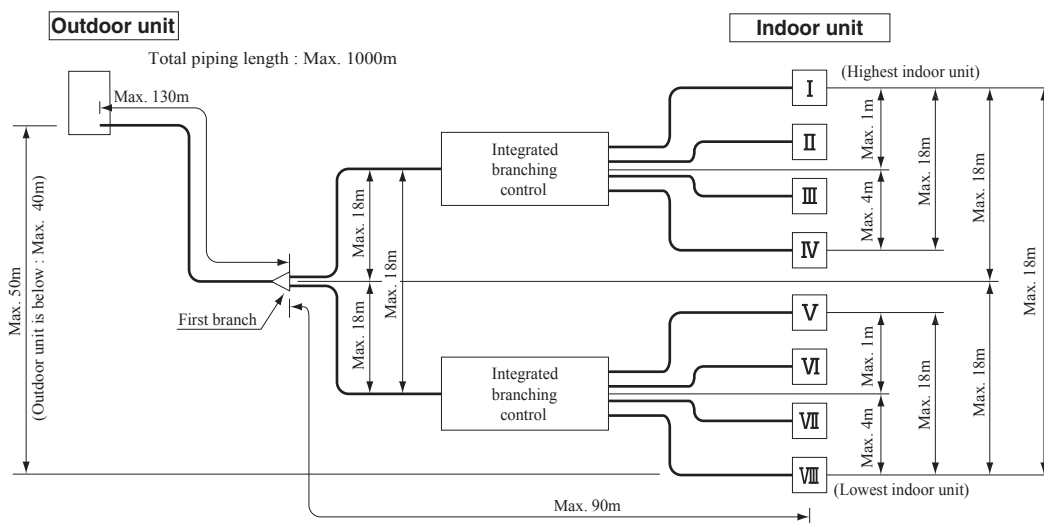 Outdoor unit
Indoor unit
Total piping length : Max. 1000m
Max. 130m
(Highest indoor unit)
I
II
III
IV
V
VI
VII
VIII
(Lowest indoor unit)
Integrated
branching
control
Integrated
branching
control
First branch
Max. 50m
(Outdoor unit is below : Max. 40m)
Max. 18m
Max. 18m
Max. 18m
Max. 1m
Max. 4m
Max. 18m
Max. 18m
Max. 18m
Max. 1m
Max. 4m
Max. 18m
Max. 18m
Max. 90m